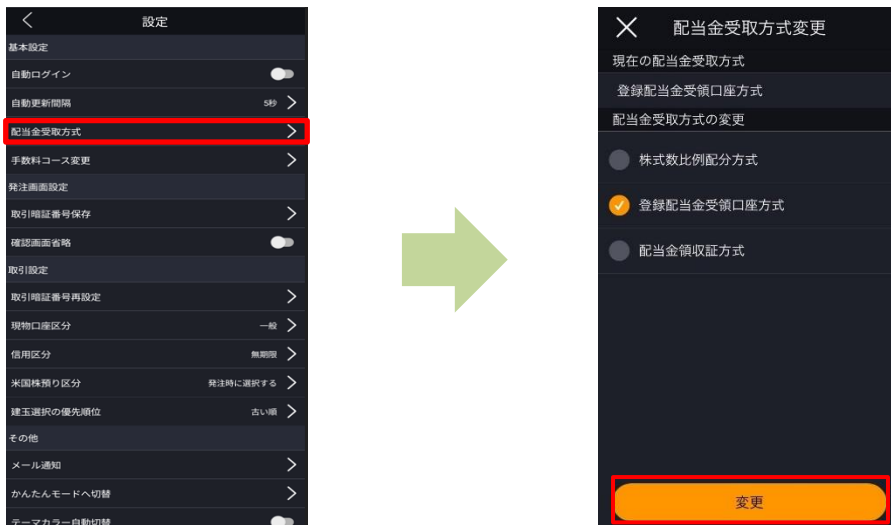 設定
基本設定
自動ログイン
自動更新間隔 5秒
配当金受取方式
手数料コース変更
発注画面設定
取引暗証番号保存
確認画面省略
取引設定
取引暗証番号再設定
現物口座区分 一般
信用区分 無期限
米国株預り区分 発注時に選択する
建玉選択の優先順位 古い順
その他
メール通知
かんたんモードへ切替
テーマカラー自動切替
配当金受取方式変更
現在の配当金受取方式
登録配当金受領口座方式
配当金受取方式の変更
株式数比例配分方式
登録配当金受領口座方式
配当金領収証方式
変更